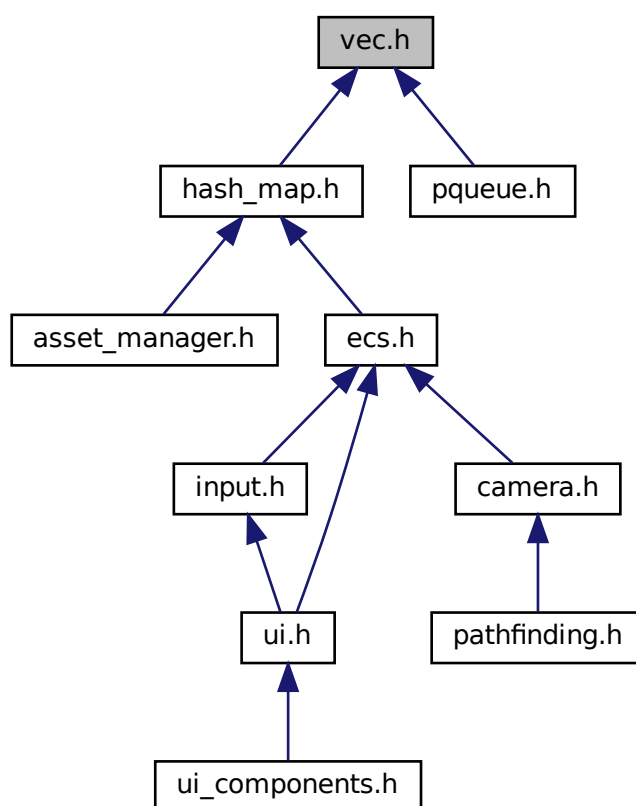 vec.h
hash_map.h
pqueue.h
asset_manager.h
ecs.h
input.h
camera.h
ui.h
pathfinding.h
ui_components.h